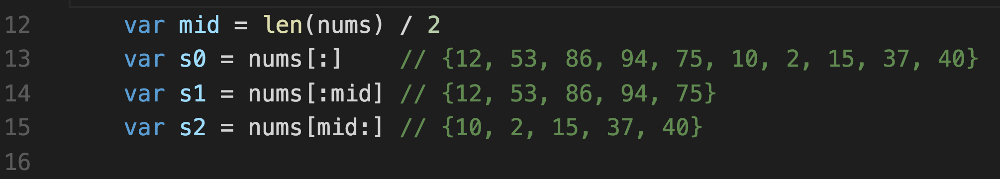 12 var mid = len(nums) / 2
13 var s0 = nums[:] // {12, 53, 86, 94, 75, 10, 2, 15, 37, 40}
14 var s1 = nums[:mid] // {12, 53, 86, 94, 75}
15 var s2 = nums[mid:] // {10, 2, 15, 37, 40}
16